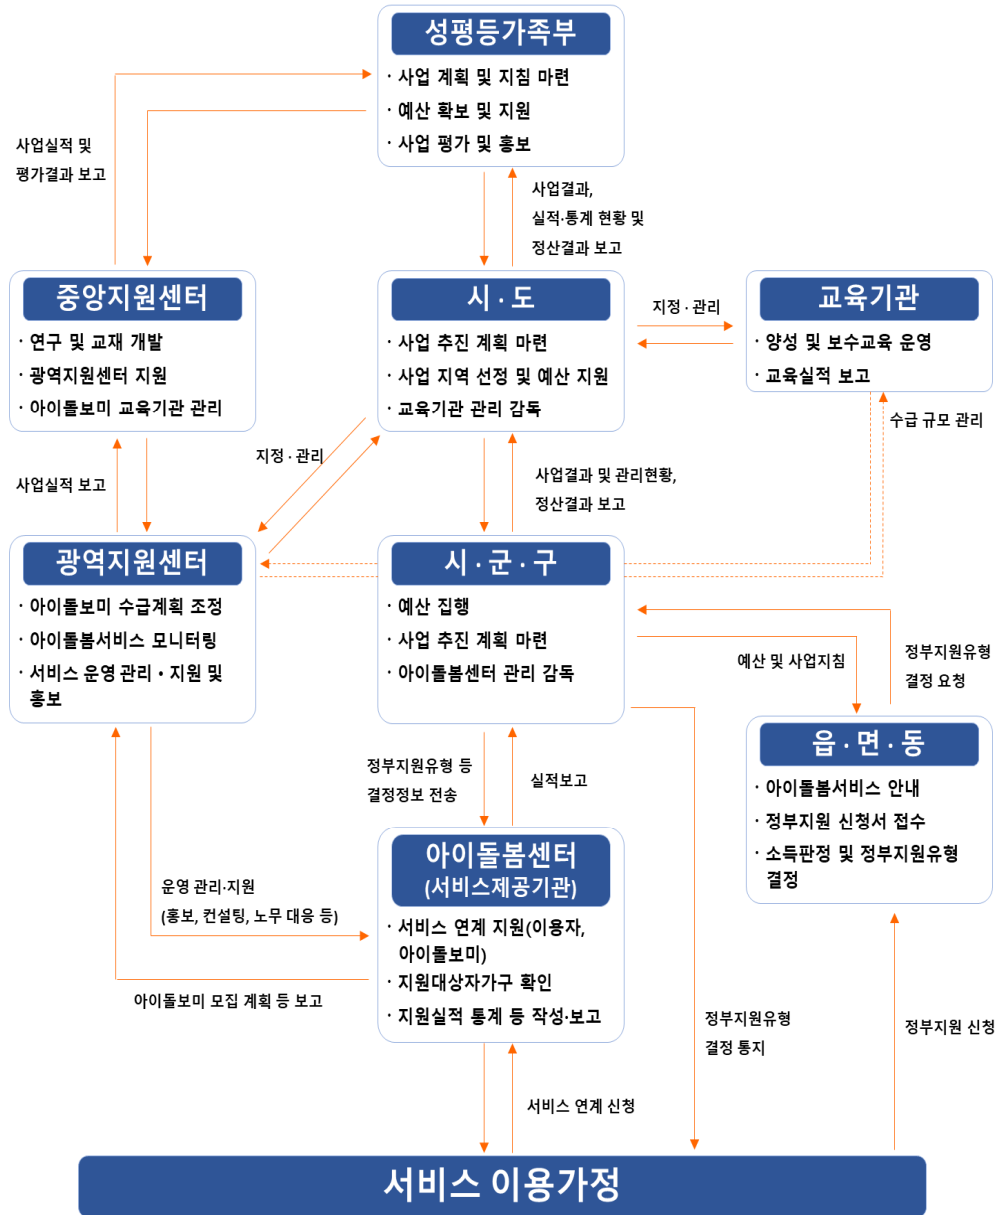 성평등가족부
· 사업 계획 및 지침 마련
· 예산 확보 및 지원
· 사업 평가 및 홍보
사업실적 및
평가결과 보고
사업결과,
실적·통계 현황 및
정산결과 보고
중앙지원센터
· 연구 및 교재 개발
· 광역지원센터 지원
· 아이돌보미 교육기관 관리
시 · 도
· 사업 추진 계획 마련
· 사업 지역 선정 및 예산 지원
· 교육기관 관리 감독
지정 · 관리
교육기관
· 양성 및 보수교육 운영
· 교육실적 보고
수급 규모 관리
지정 · 관리
사업실적 보고
사업결과 및 관리현황,
정산결과 보고
광역지원센터
· 아이돌보미 수급계획 조정
· 아이돌봄서비스 모니터링
· 서비스 운영 관리 • 지원 및
홍보
시 · 군 · 구
· 예산 집행
· 사업 추진 계획 마련
· 아이돌봄센터 관리 감독
예산 및 사업지침
정부지원유형
결정 요청
읍 · 면 · 동
· 아이돌봄서비스 안내
· 정부지원 신청서 접수
· 소득판정 및 정부지원유형
결정
정부지원유형 등
결정정보 전송
실적보고
아이돌봄센터
(서비스제공기관)
· 서비스 연계 지원(이용자,
아이돌보미)
· 지원대상자가구 확인
· 지원실적 통계 등 작성·보고
운영 관리·지원
(홍보, 컨설팅, 노무 대응 등)
아이돌보미 모집 계획 등 보고
정부지원유형
결정 통지
정부지원 신청
서비스 연계 신청
서비스 이용가정